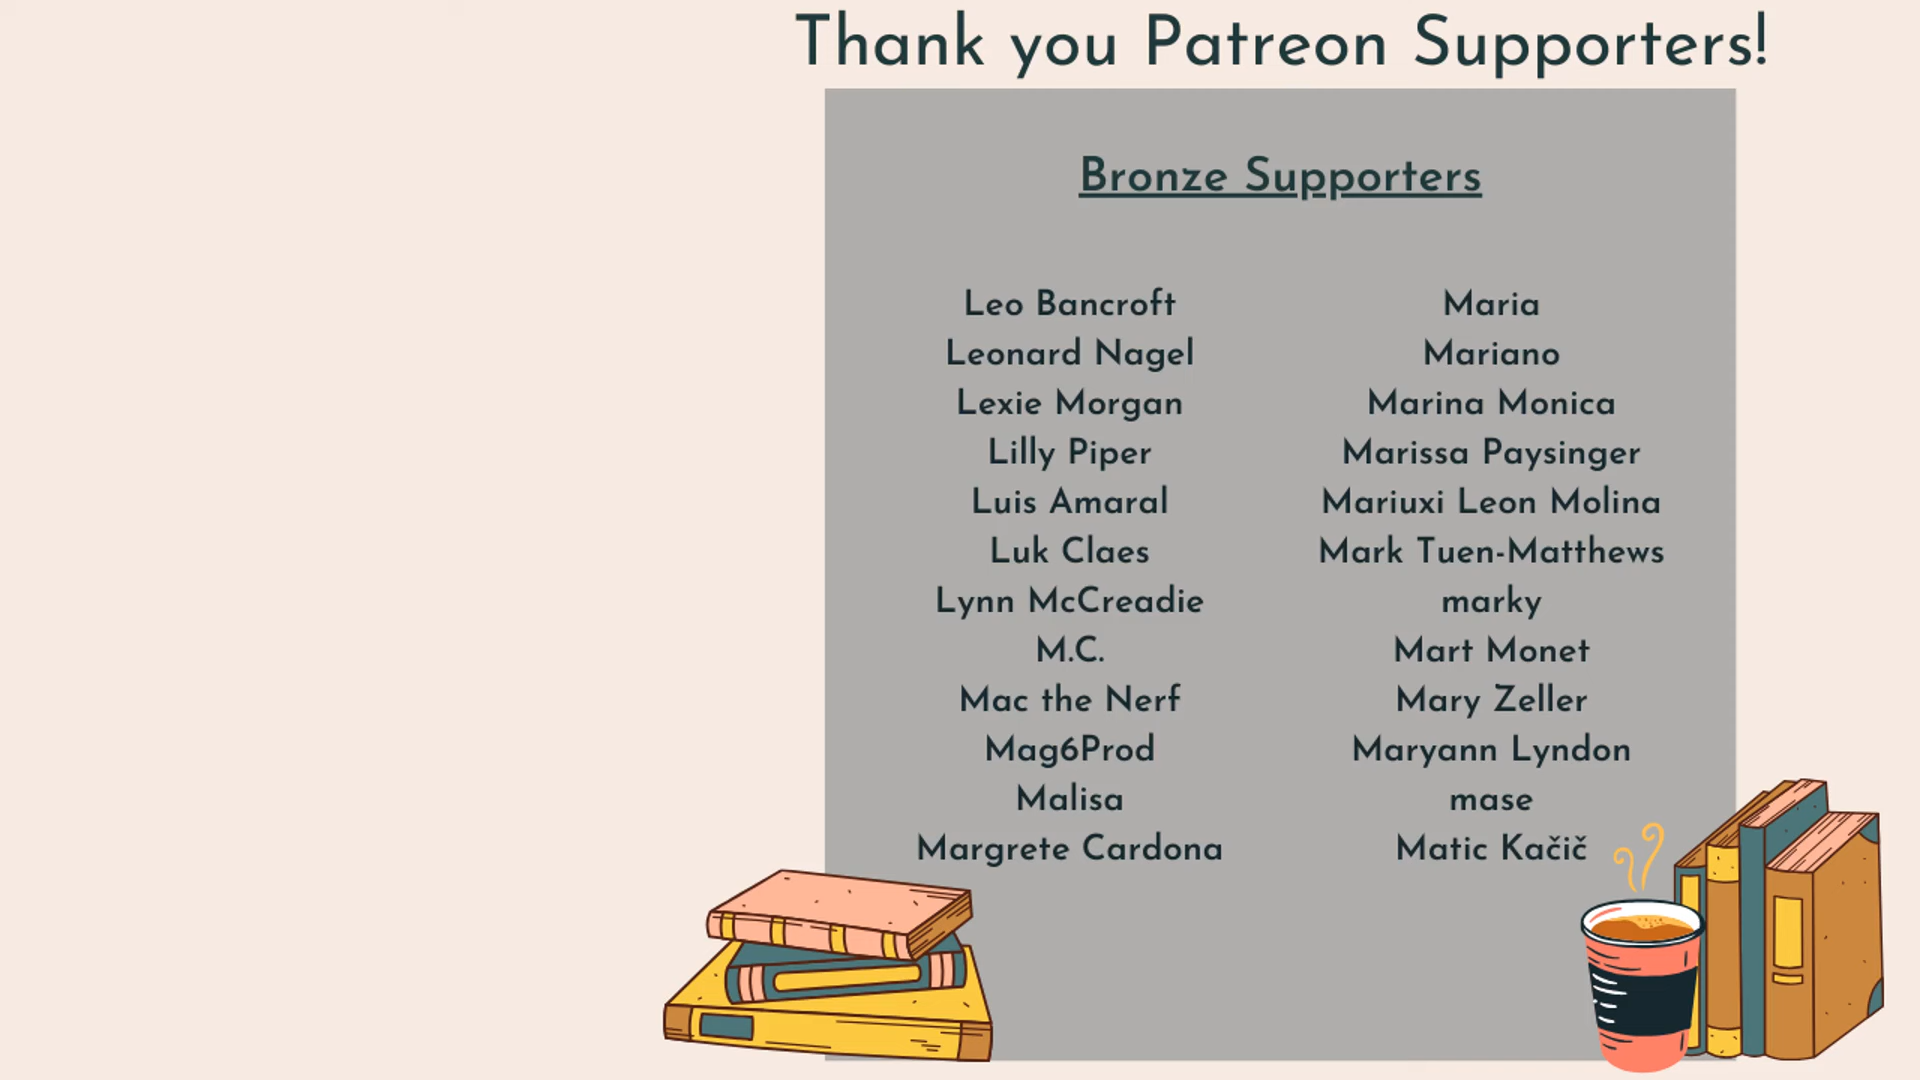 Thank you Patreon Supporters!
Bronze Supporters
Leo Bancroft
Leonard Nagel
Lexie Morgan
Lilly Piper
Luis Amaral
Luk Claes
Lynn McCreadie
M.C.
Mac the Nerf
Mag6Prod
Malisa
Margrete Cardona
Maria
Mariano
Marina Monica
Marissa Paysinger
Mariuxi Leon Molina
Mark Tuen-Matthews
marky
Mart Monet
Mary Zeller
Maryann Lyndon
mase
Matic Kačič